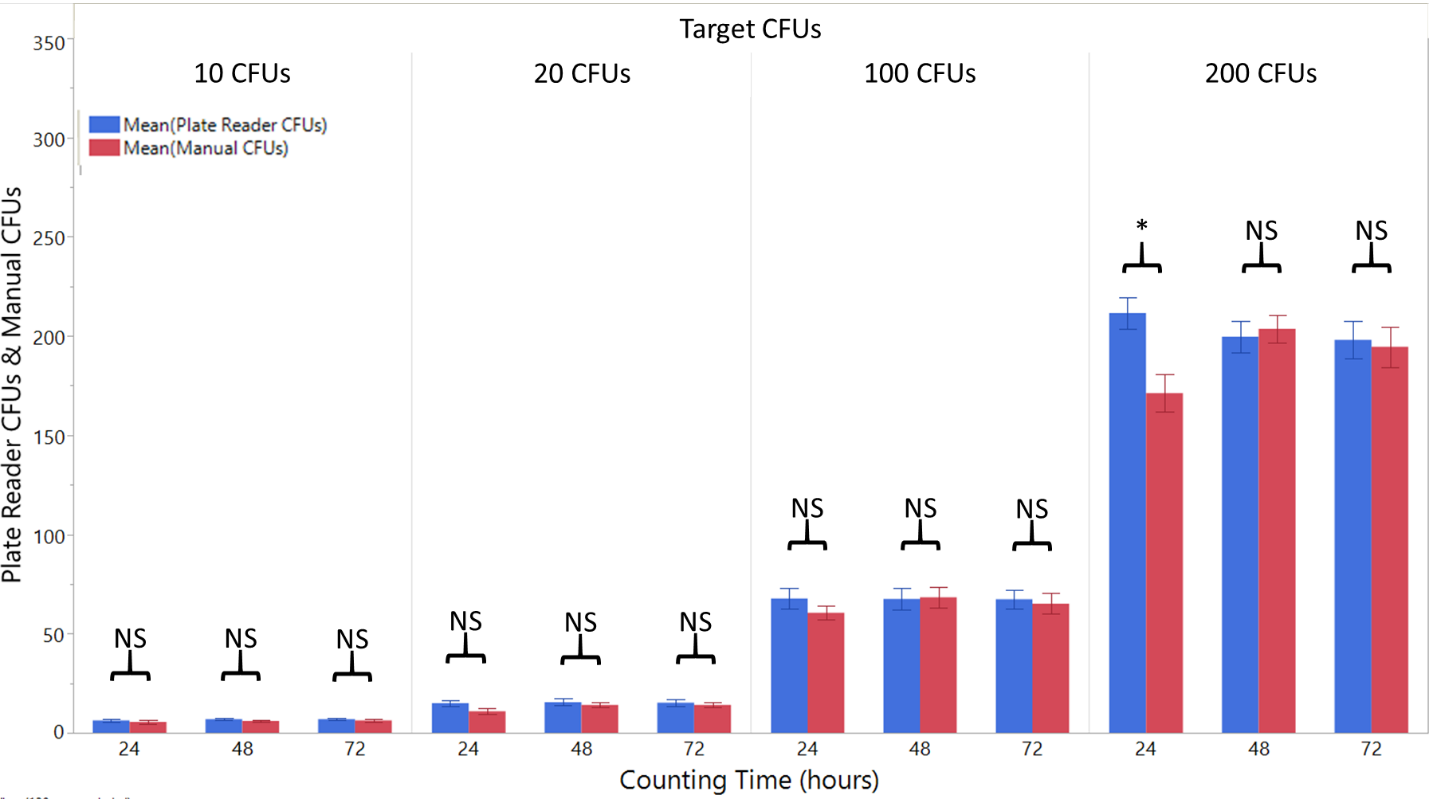 Target CFUs
10 CFUs 20 CFUs 100 CFUs 200 CFUs
Mean(Plate Reader CFUs)
Mean(Manual CFUs)
Plate Reader CFUs & Manual CFUs
350
300
250
200
150
100
50
0
* NS NS
NS NS NS
NS NS NS
NS NS NS
24 48 72 24 48 72 24 48 72 24 48 72
Counting Time (hours)